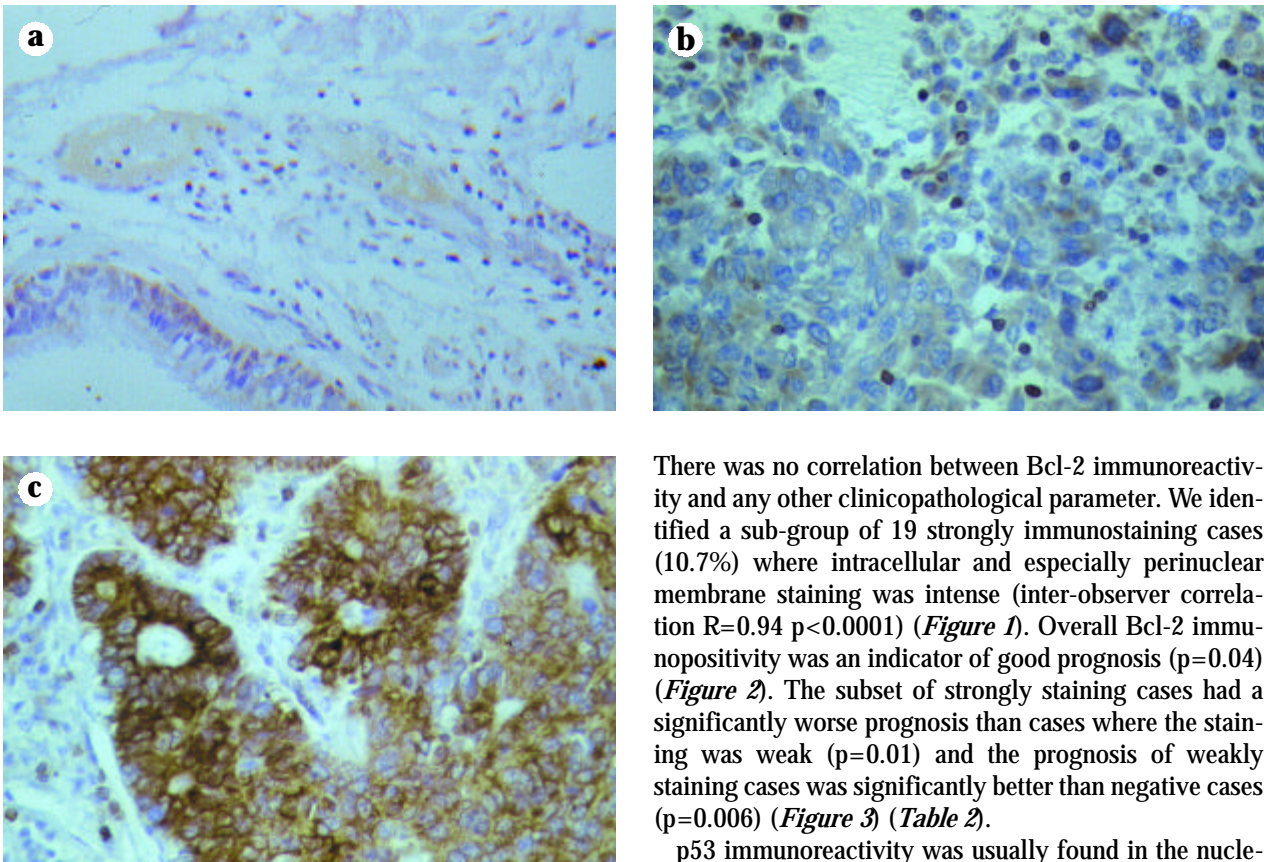 a
b
c
There was no correlation between Bcl-2 immunoreactiv-
ity and any other clinicopathological parameter. We iden-
tified a sub-group of 19 strongly immunostaining cases
(10.7%) where intracellular and especially perinuclear
membrane staining was intense (inter-observer correla-
tion R=0.94 p<0.0001) (Figure 1). Overall Bcl-2 immu-
nopositivity was an indicator of good prognosis (p=0.04)
(Figure 2). The subset of strongly staining cases had a
significantly worse prognosis than cases where the stain-
ing was weak (p=0.01) and the prognosis of weakly
staining cases was significantly better than negative cases
(p=0.006) (Figure 3) (Table 2).
p53 immunoreactivity was usually found in the nucle-